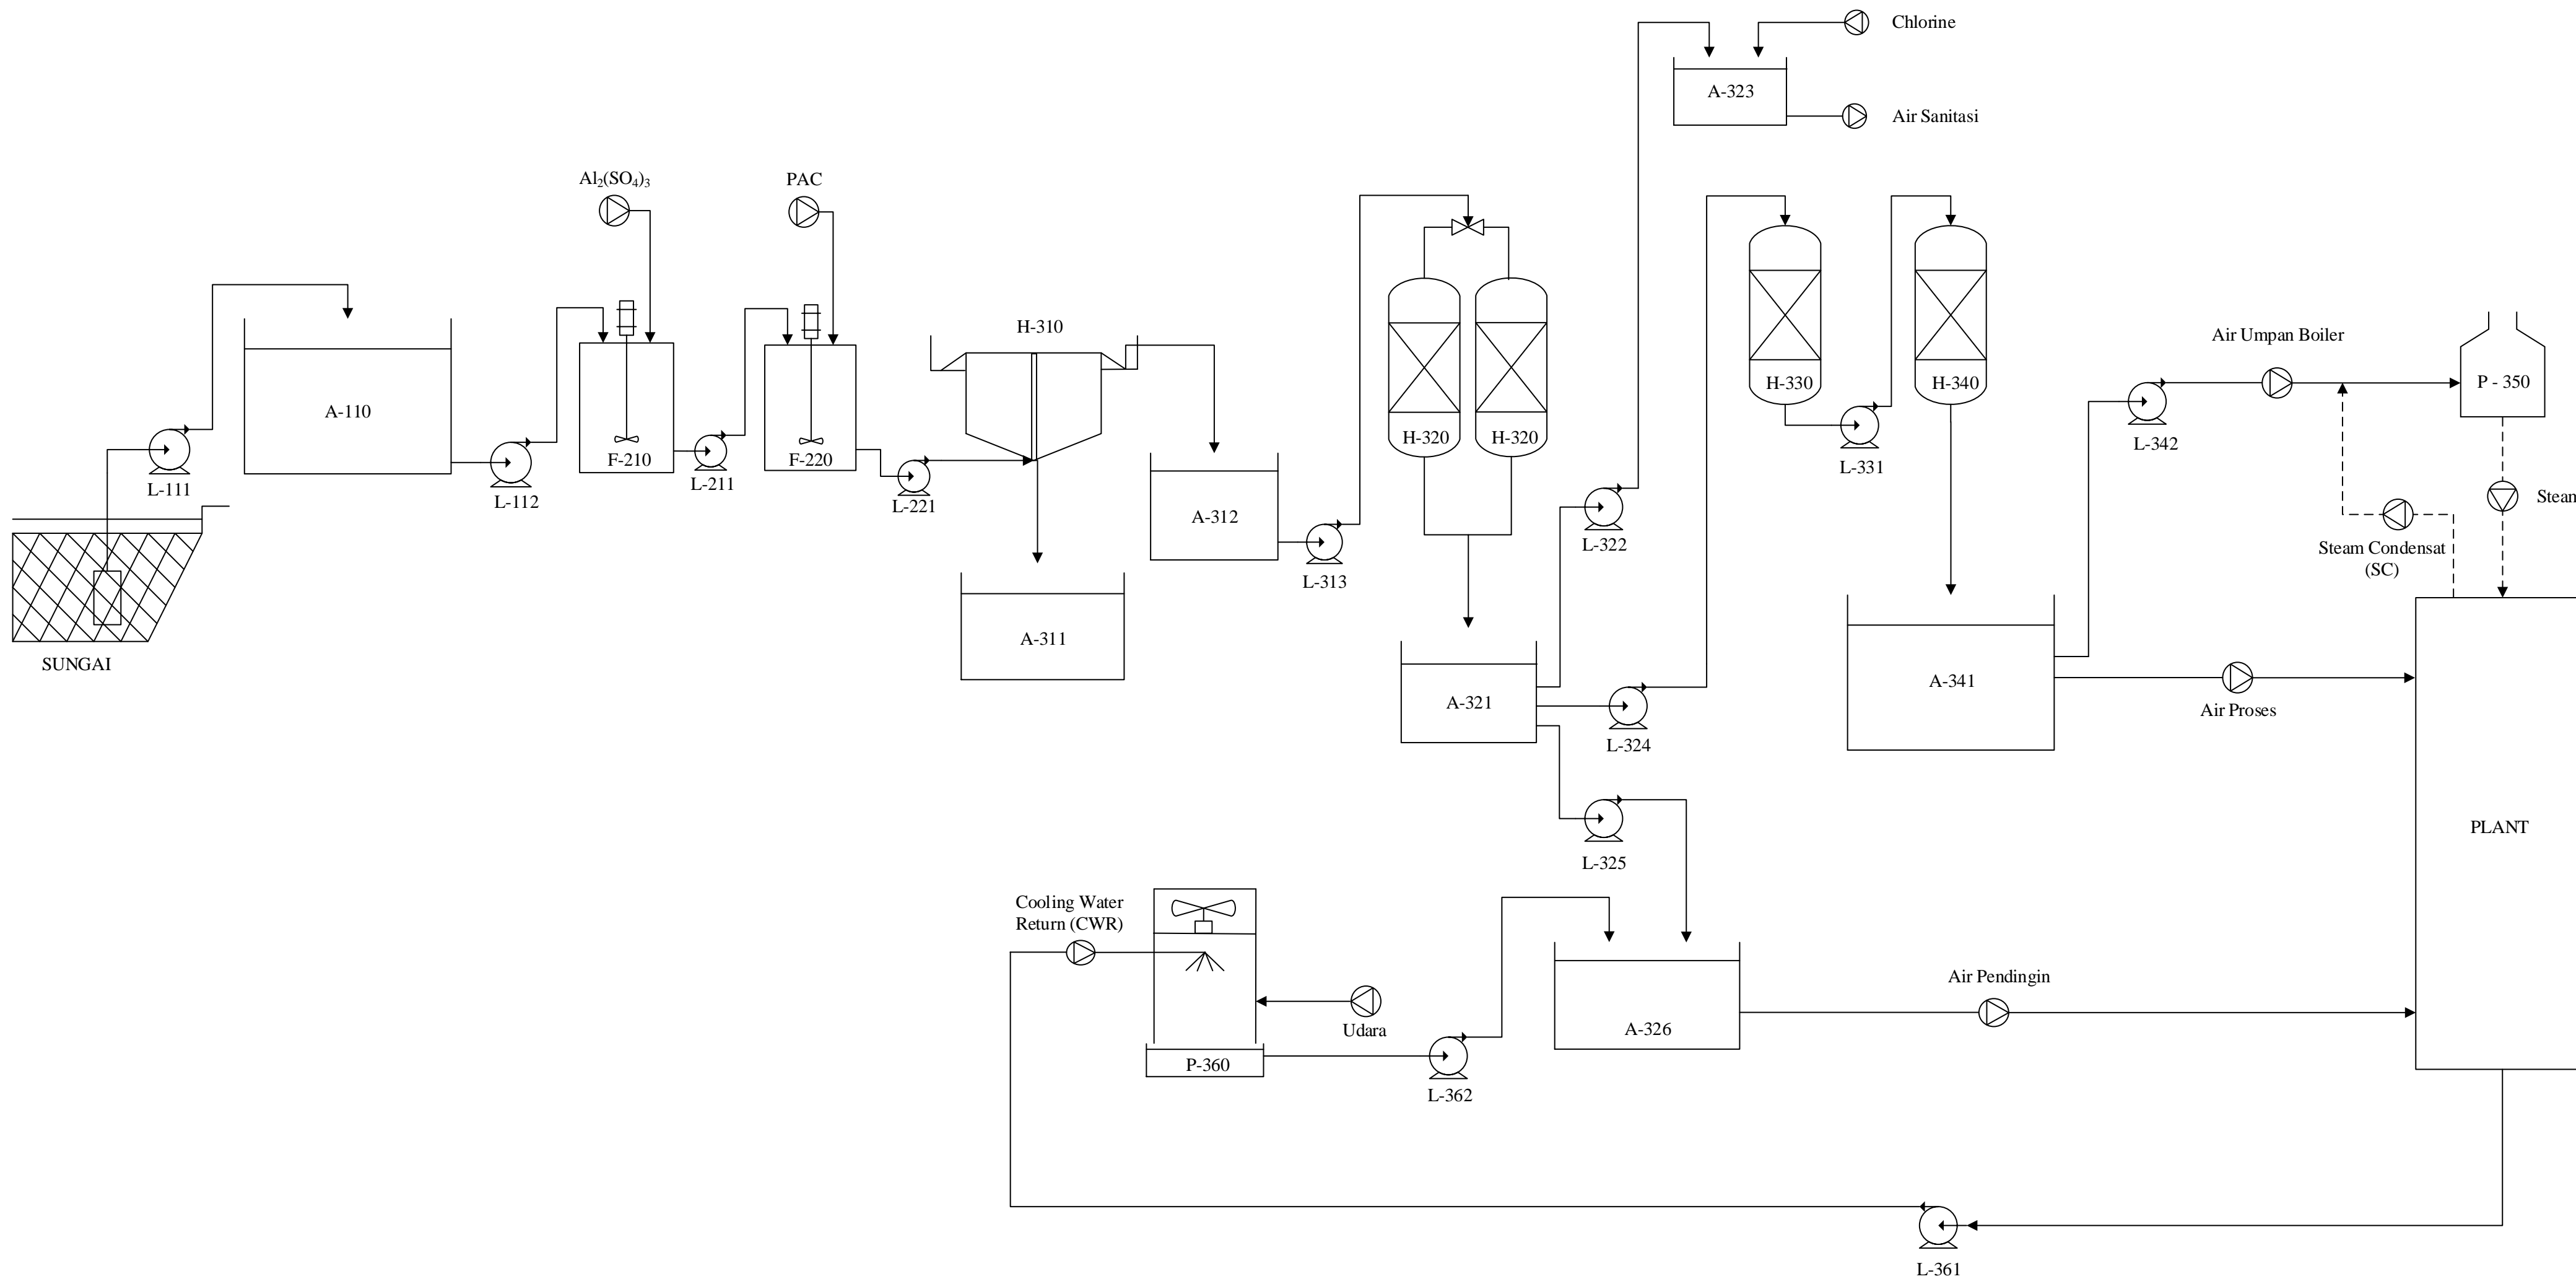 Chlorine
A-323
Air Sanitasi
Al₂(SO₄)₃
PAC
H-310
A-110
F-210
F-220
L-111
L-112
L-211
L-221
SUNGAI
A-311
A-312
L-313
H-320
H-320
L-322
H-330
H-340
L-331
A-321
L-324
L-325
A-341
L-342
Air Umpan Boiler
P - 350
Steam Condensat
(SC)
Air Proses
PLANT
Cooling Water
Return (CWR)
Udara
P-360
L-362
A-326
Air Pendingin
L-361